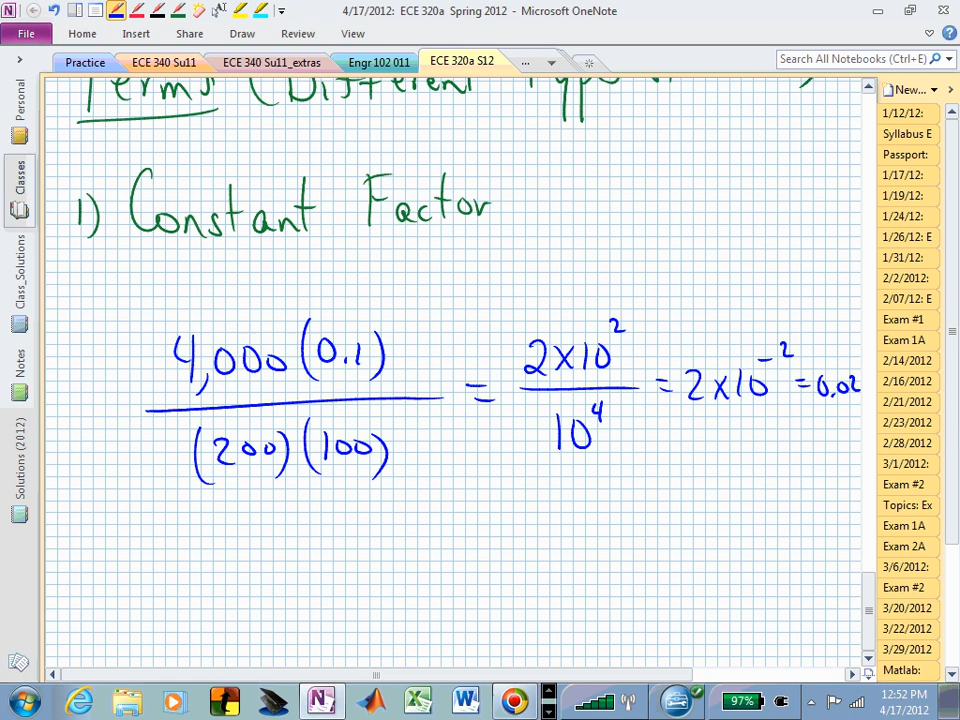 4/17/2012: ECE 320a Spring 2012 - Microsoft OneNote
File Home Insert Share Draw Review View
Practice ECE 340 Su11 ECE 340 Su11_extras Engr 102 011 ECE 320a S12 ... Search All Notebooks (Ctrl+E)
Personal
Classes
Class_Solutions
Notes
Solutions (2012)
Terms (Different Type
1) Constant Factor
4,000(0.1) / (200)(100) = 2x10^2 / 10^4 = 2x10^-2 = 0.02
New...
1/12/12:
Syllabus E
Passport:
1/17/12:
1/19/12:
1/24/12:
1/26/12: E
1/31/12:
2/2/2012:
2/07/12: E
Exam #1
Exam 1A
2/14/2012
2/16/2012
2/21/2012
2/23/2012
2/28/2012
3/1/2012:
Exam #2
Topics: Ex
Exam 1A
Exam 2A
3/6/2012:
Exam #2
3/20/2012
3/22/2012
3/29/2012
Matlab:
97%
12:52 PM
4/17/2012